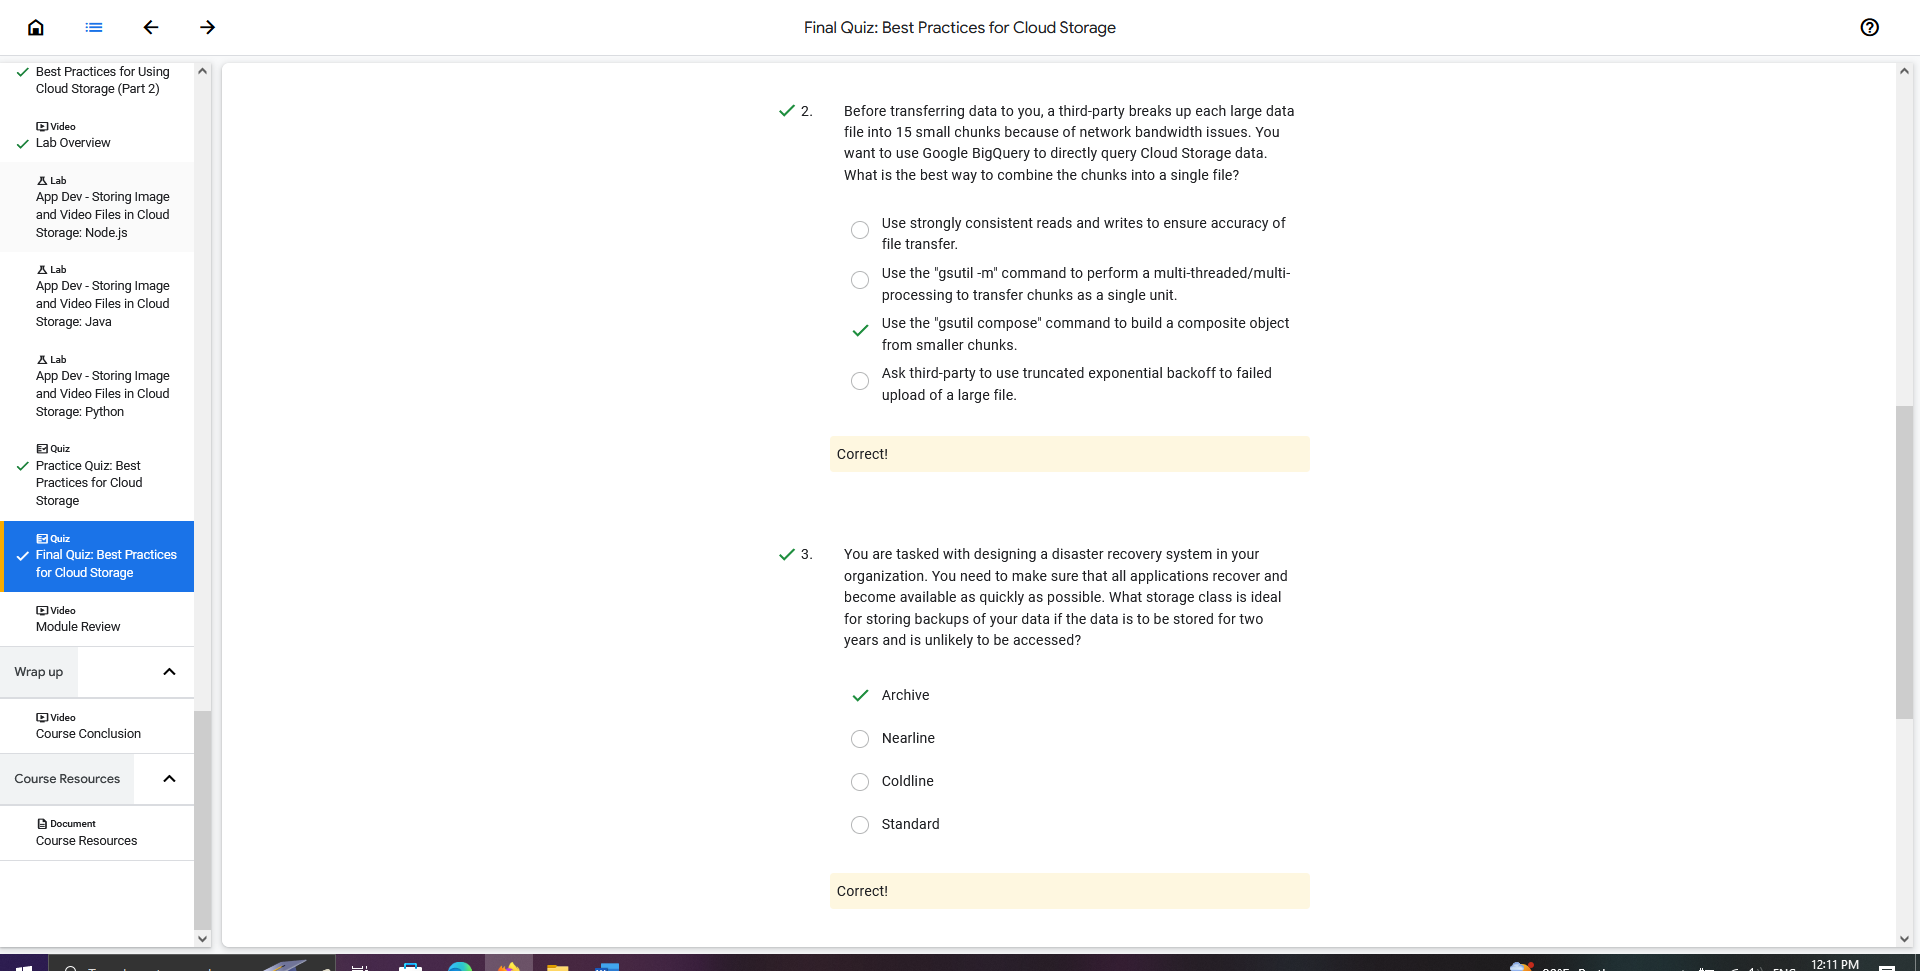 Final Quiz: Best Practices for Cloud Storage
Best Practices for Using
Cloud Storage (Part 2)
Video
Lab Overview
Lab
App Dev - Storing Image
and Video Files in Cloud
Storage: Node.js
Lab
App Dev - Storing Image
and Video Files in Cloud
Storage: Java
Lab
App Dev - Storing Image
and Video Files in Cloud
Storage: Python
Quiz
Practice Quiz: Best
Practices for Cloud
Storage
Quiz
Final Quiz: Best Practices
for Cloud Storage
Video
Module Review
Wrap up
Video
Course Conclusion
Course Resources
Document
Course Resources
2. Before transferring data to you, a third-party breaks up each large data
file into 15 small chunks because of network bandwidth issues. You
want to use Google BigQuery to directly query Cloud Storage data.
What is the best way to combine the chunks into a single file?
Use strongly consistent reads and writes to ensure accuracy of
file transfer.
Use the "gsutil -m" command to perform a multi-threaded/multi-
processing to transfer chunks as a single unit.
Use the "gsutil compose" command to build a composite object
from smaller chunks.
Ask third-party to use truncated exponential backoff to failed
upload of a large file.
Correct!
3. You are tasked with designing a disaster recovery system in your
organization. You need to make sure that all applications recover and
become available as quickly as possible. What storage class is ideal
for storing backups of your data if the data is to be stored for two
years and is unlikely to be accessed?
Archive
Nearline
Coldline
Standard
Correct!
12:11 PM